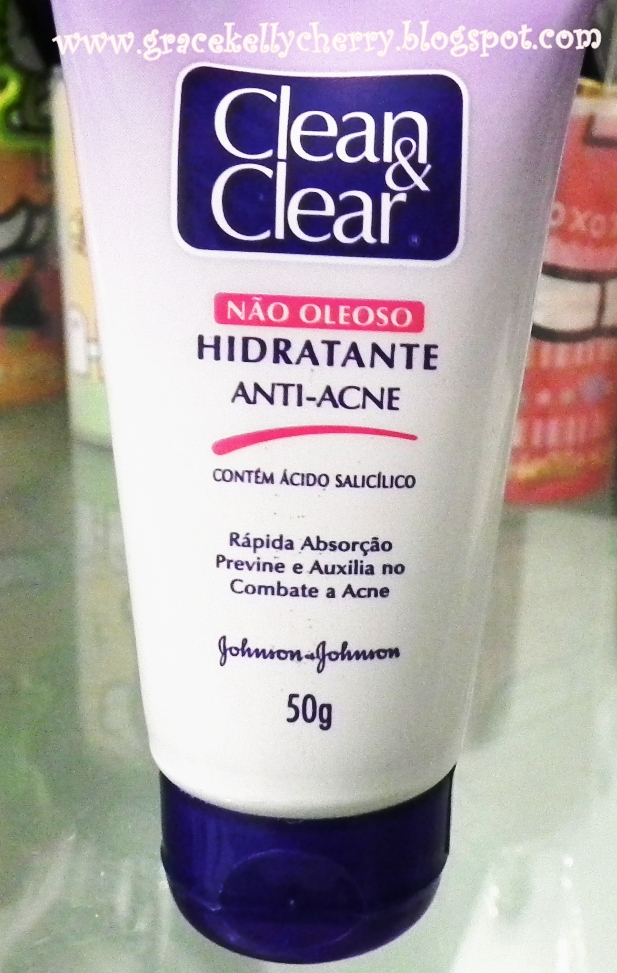 www.gracekellycherry.blogspot.com
Clean
&
Clear
NÃO OLEOSO
HIDRATANTE
ANTI-ACNE
CONTÉM ÁCIDO SALICÍLICO
Rápida Absorção
Previne e Auxilia no
Combate a Acne
Johnson & Johnson
50g